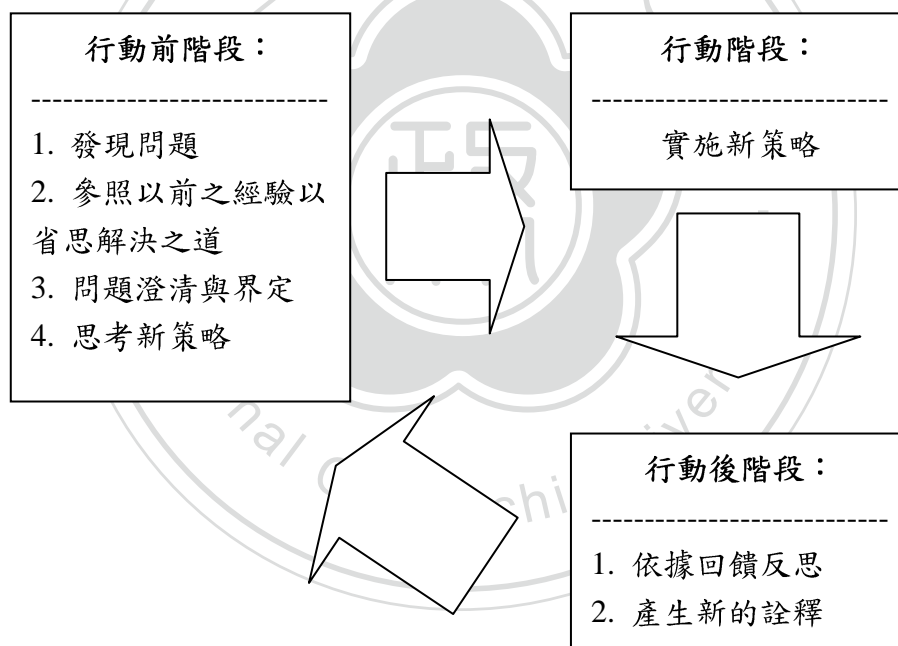 行動前階段：
----------------------------
1. 發現問題
2. 參照以前之經驗以
省思解決之道
3. 問題澄清與界定
4. 思考新策略
行動階段：
----------------------------
實施新策略
行動後階段：
----------------------------
1. 依據回饋反思
2. 產生新的詮釋